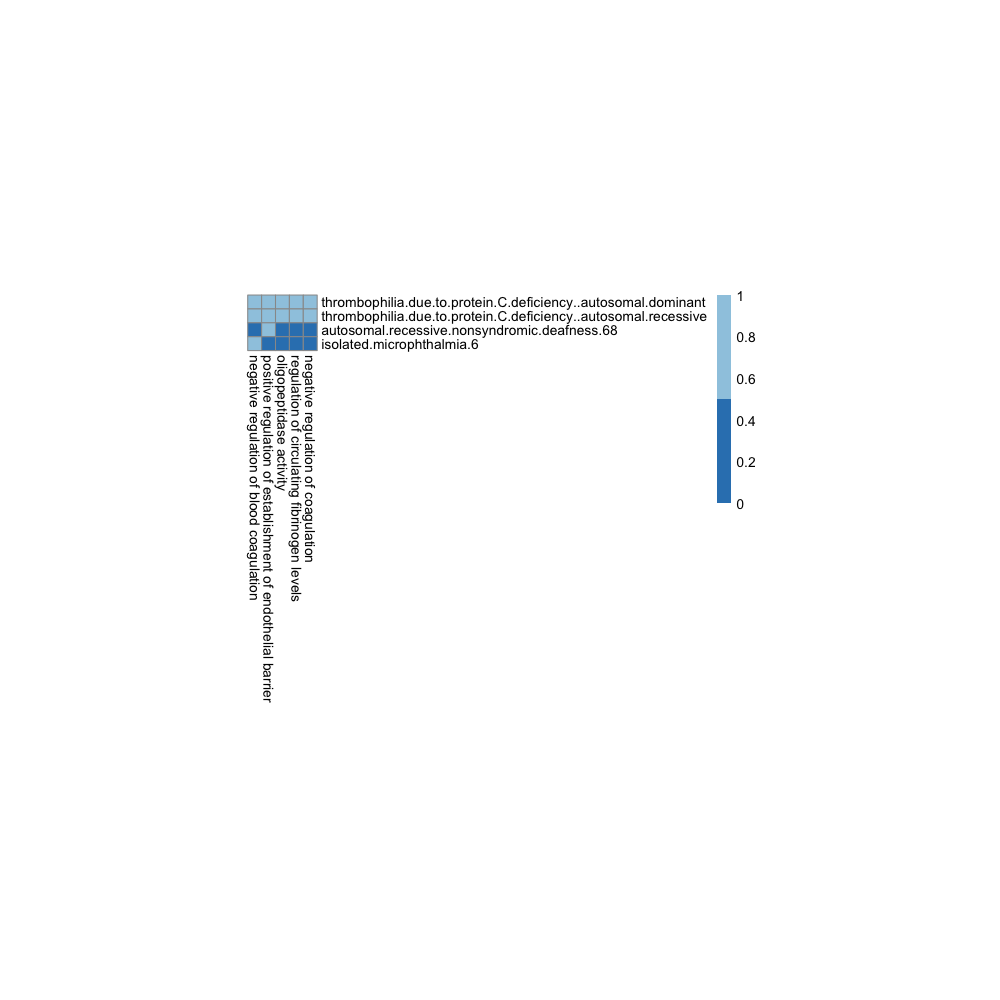 thrombophilia.due.to.protein.C.deficiency..autosomal.dominant
thrombophilia.due.to.protein.C.deficiency..autosomal.recessive
autosomal.recessive.nonsyndromic.deafness.68
isolated.microphthalmia.6
negative regulation of blood coagulation
positive regulation of establishment of endothelial barrier
oligopeptidase activity
regulation of circulating fibrinogen levels
negative regulation of coagulation
1
0.8
0.6
0.4
0.2
0